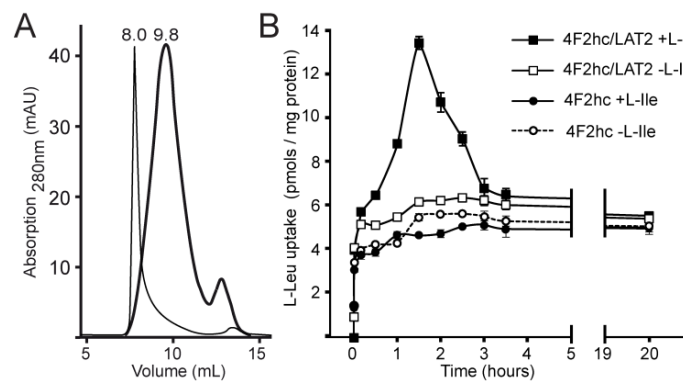 A
8.0 9.8
40
30
20
10
Absorption 280nm (mAU)
5 10 15
Volume (mL)
B
14
12
10
8
6
4
2
L-Leu uptake (pmols / mg protein)
0 1 2 3 4 5 19 20
Time (hours)
4F2hc/LAT2 +L-
4F2hc/LAT2 -L-I
4F2hc +L-Ile
4F2hc -L-Ile